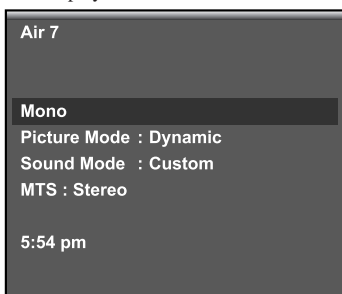 Air 7
Mono
Picture Mode : Dynamic
Sound Mode : Custom
MTS : Stereo
5:54 pm